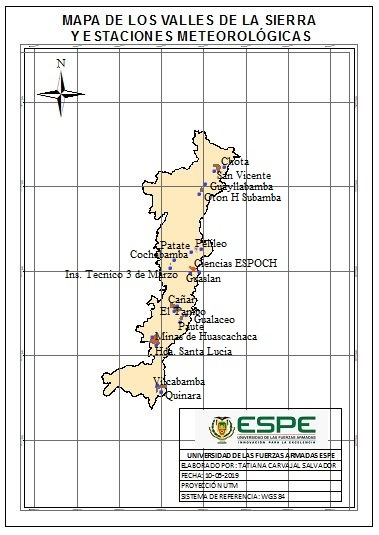 MAPA DE LOS VALLES DE LA SIERRA
Y ESTACIONES METEOROLÓGICAS
N
Chota
San Vicente
Guayllabamba
Oton H Subamba
Patate Pelileo
Cochabamba
Ciencias ESPOCH
Ins. Tecnico 3 de Marzo
Guaslan
Cañar
El Tambo
Gualaceo
Paute
Minas de Huascachaca
Hda. Santa Lucia
Vilcabamba
Quinara
ESPE
UNIVERSIDAD DE LAS FUERZAS ARMADAS
INNOVACIÓN PARA LA EXCELENCIA
UNIVERSIDAD DE LAS FUERZAS ARMADAS ESPE
ELABORADO POR: TATIANA CARVAJAL SALVADOR
FECHA: 10-05-2019
PROYECIÓN UTM
SISTEMA DE REFERENCIA: WGS 84